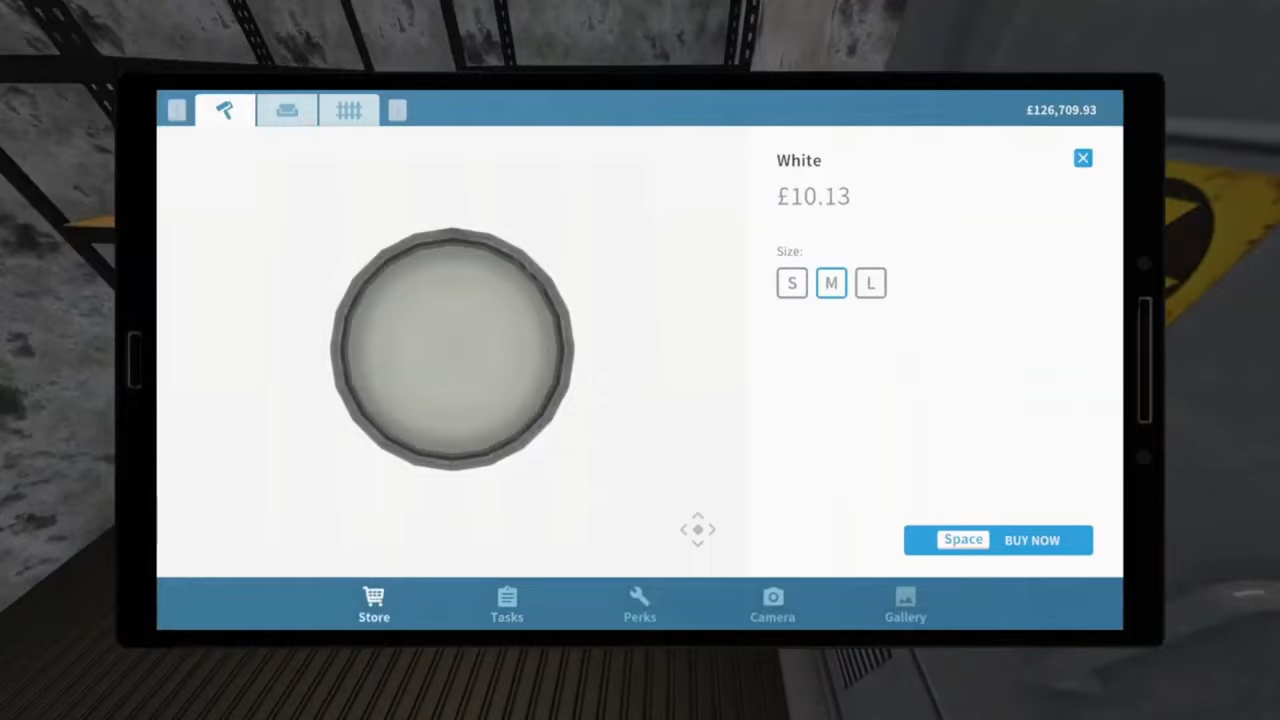 £126,709.93
White
£10.13
Size:
S M L
Space BUY NOW
Store Tasks Perks Camera Gallery